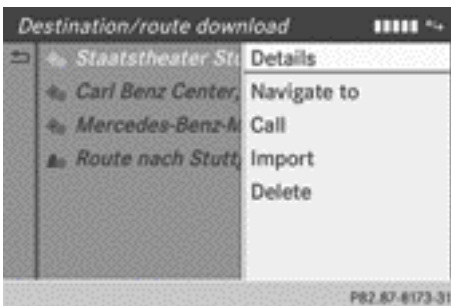 Destination/route download
Staatstheater Stu
Carl Benz Center,
Mercedes-Benz-M
Route nach Stutt
Details
Navigate to
Call
Import
Delete
P82.87-8173-31